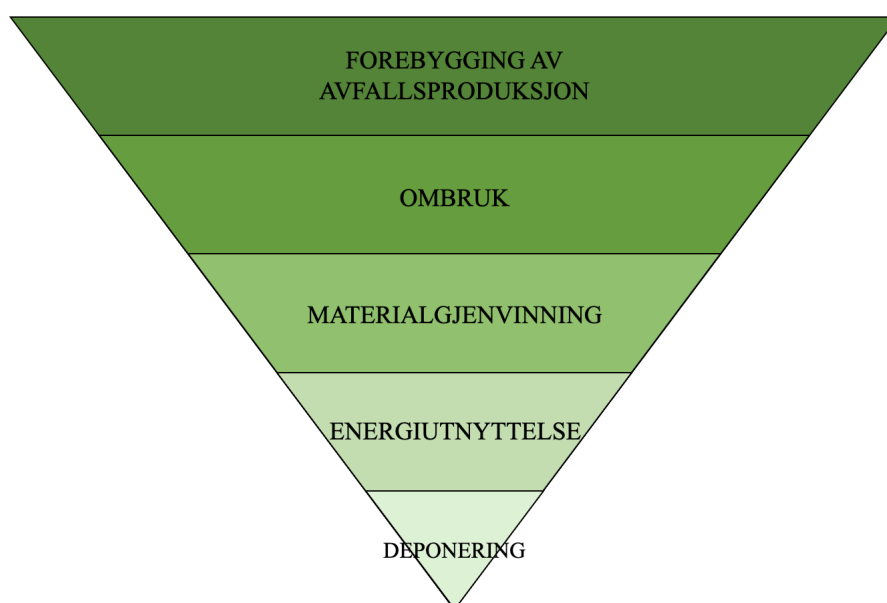 FOREBYGGING AV
AVFALLSPRODUKSJON
OMBRUK
MATERIALGJENVINNING
ENERGIUTNYTTELSE
DEPONERING